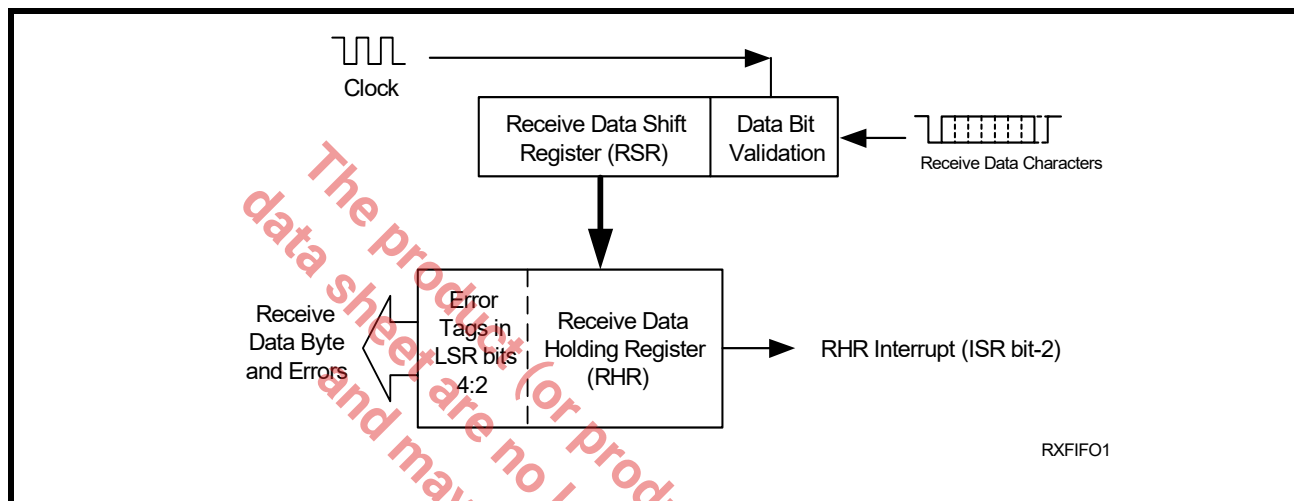 Clock
Receive Data Shift
Register (RSR)
Data Bit
Validation
Receive Data Characters
Error
Tags in
LSR bits
4:2
Receive Data
Holding Register
(RHR)
Receive
Data Byte
and Errors
RHR Interrupt (ISR bit-2)
RXFIFO1
The product (or produ
data sheet are no l
and may